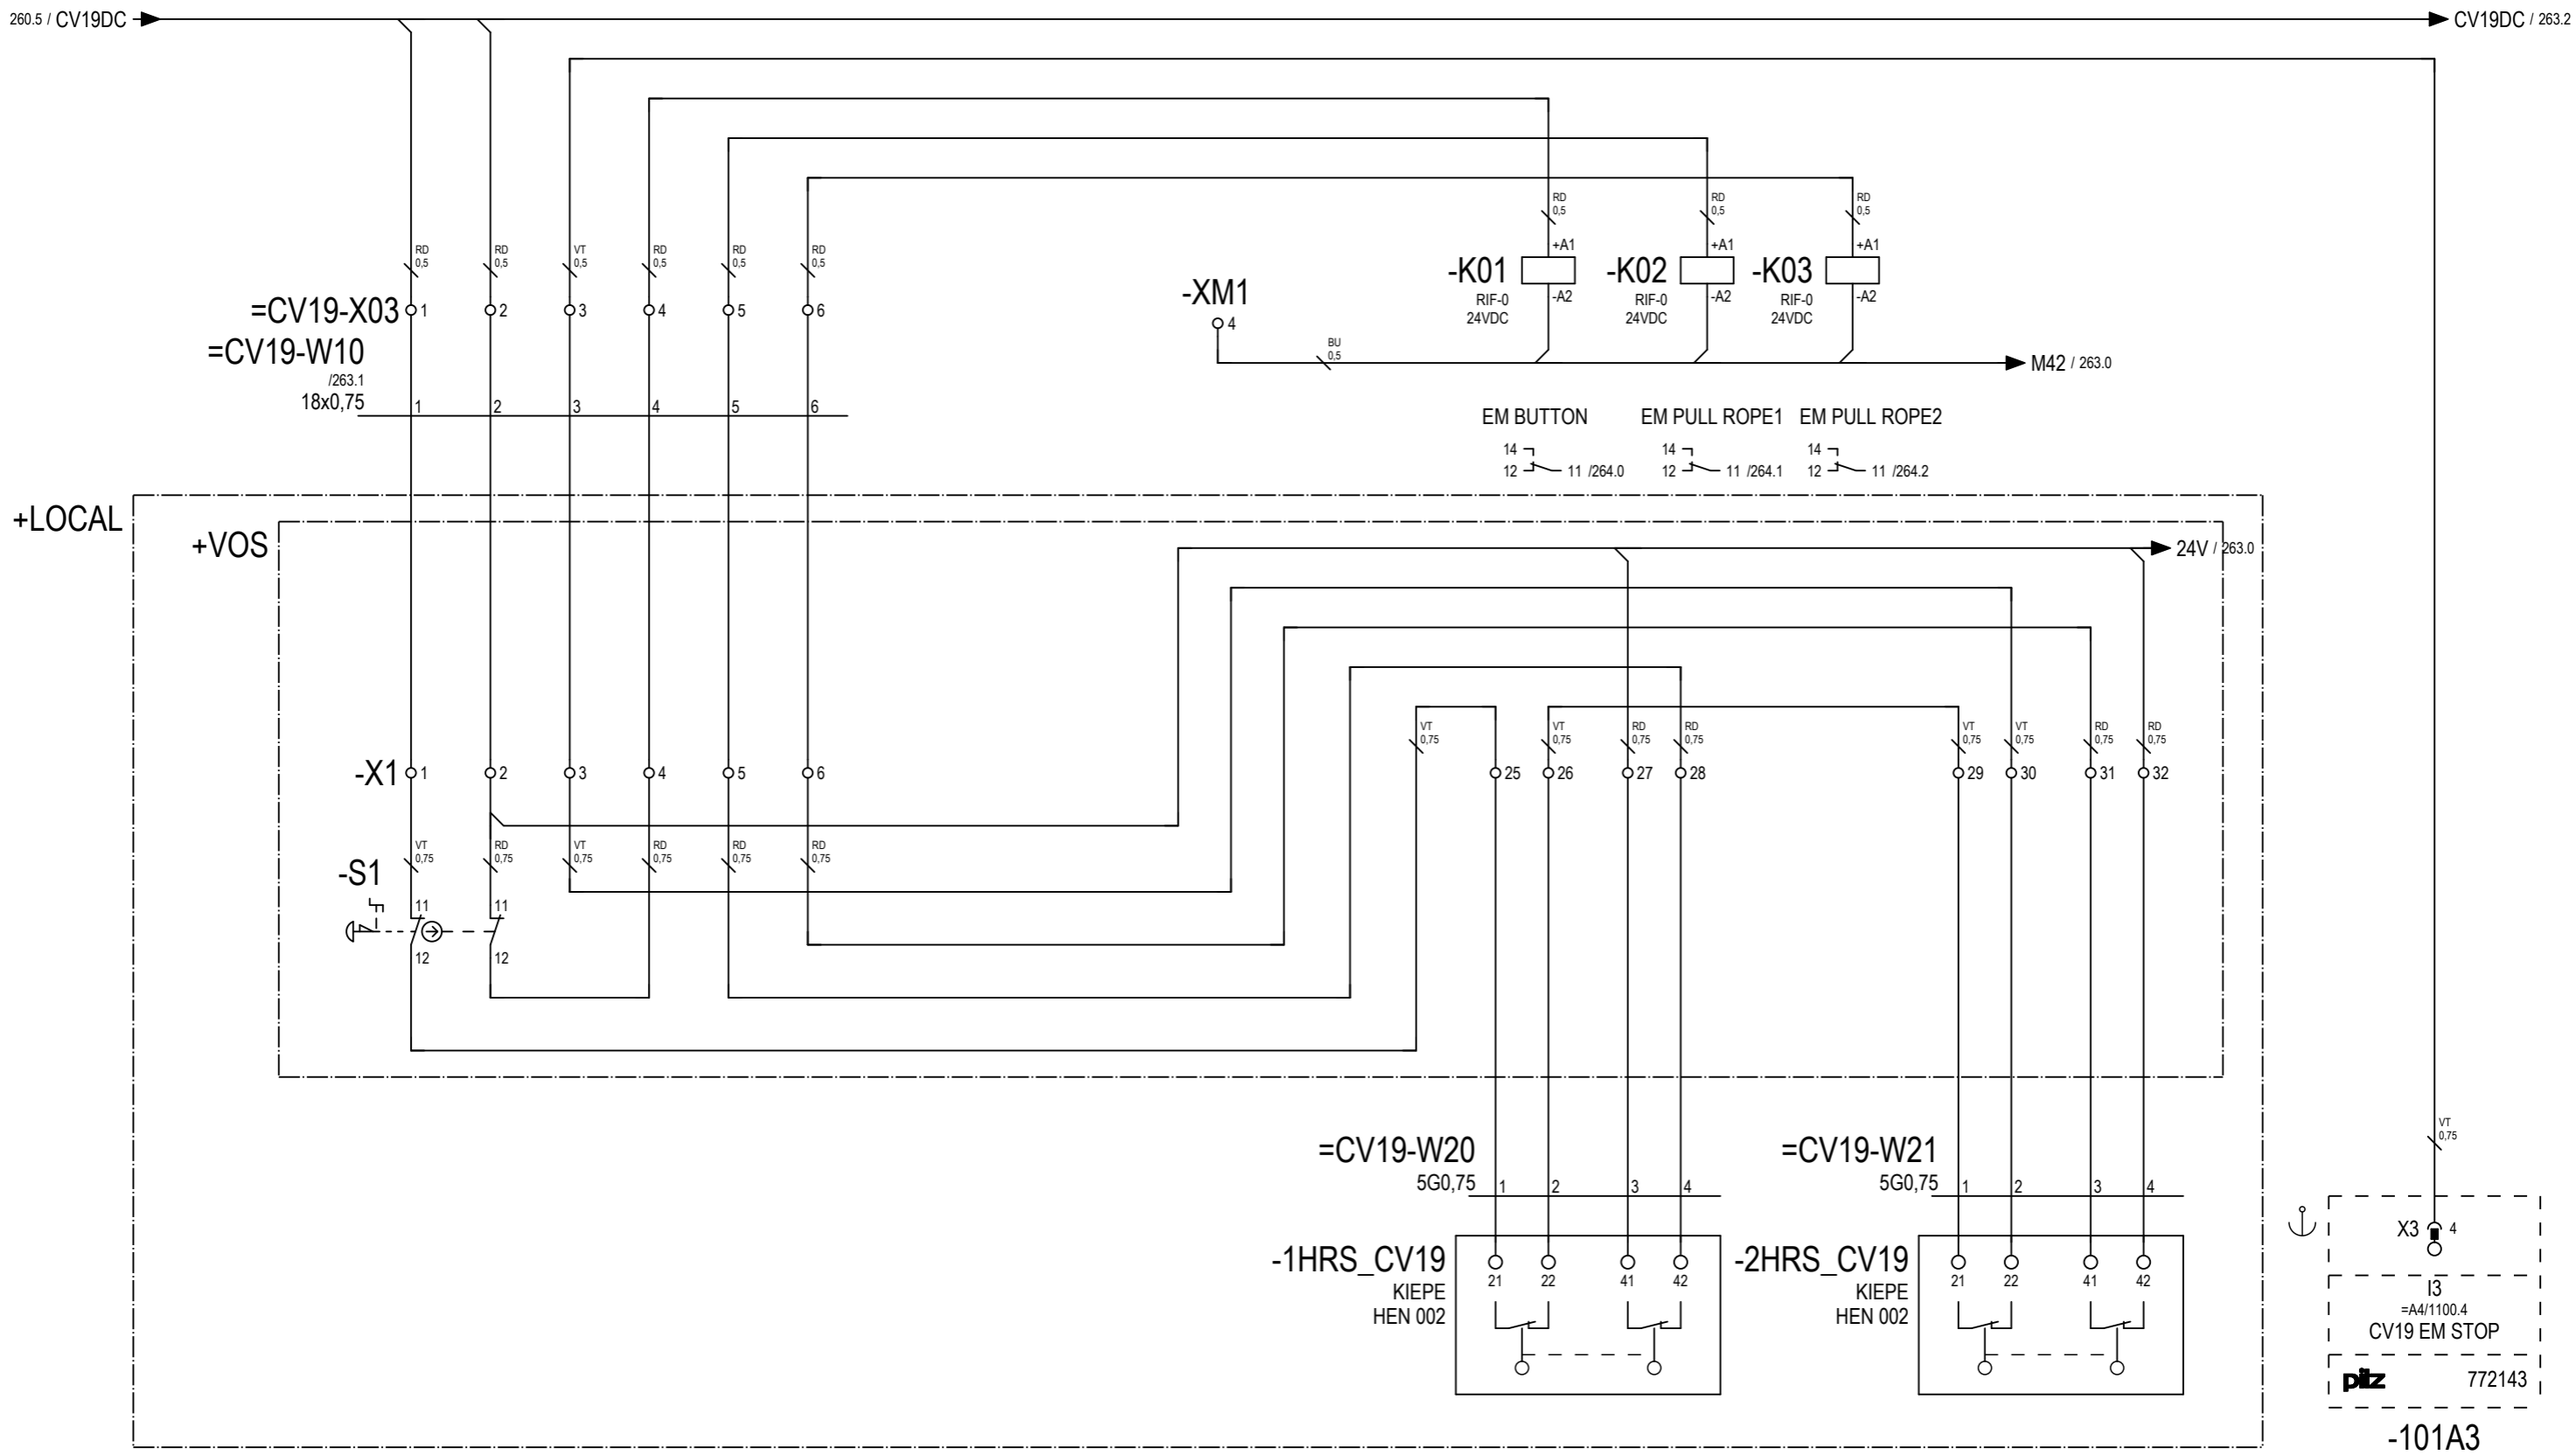 260.5 / CV19DC
CV19DC / 263.2
RD 0,5
RD 0,5
VT 0,5
RD 0,5
RD 0,5
RD 0,5
RD 0,5
RD 0,5
RD 0,5
+A1
+A1
+A1
-K01
-K02
-K03
-A2
-A2
-A2
RIF-0
24VDC
RIF-0
24VDC
RIF-0
24VDC
=CV19-X03 1 2 3 4 5 6
-XM1
4
=CV19-W10
/263.1
18x0,75
1 2 3 4 5 6
BU 0,5
M42 / 263.0
EM BUTTON
EM PULL ROPE1
EM PULL ROPE2
14
12 11 /264.0
14
12 11 /264.1
14
12 11 /264.2
+LOCAL
+VOS
24V / 263.0
VT 0,75
VT 0,75
RD 0,75
RD 0,75
VT 0,75
VT 0,75
RD 0,75
RD 0,75
-X1 1 2 3 4 5 6 25 26 27 28 29 30 31 32
VT 0,75
RD 0,75
VT 0,75
RD 0,75
RD 0,75
RD 0,75
-S1
11 11
12 12
=CV19-W20
5G0,75
1 2 3 4
=CV19-W21
5G0,75
1 2 3 4
VT 0,75
-1HRS_CV19
KIEPE
HEN 002
21 22 41 42
-2HRS_CV19
KIEPE
HEN 002
21 22 41 42
X3 4
I3
=A4/1100.4
CV19 EM STOP
pilz 772143
-101A3